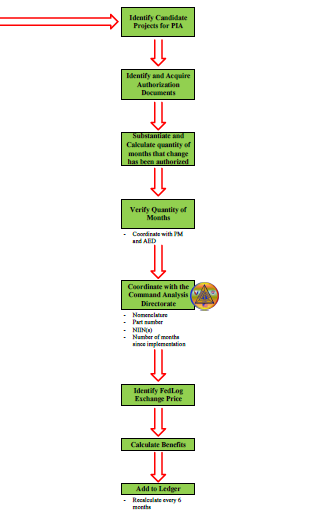 Identify Candidate
Projects for PIA
Identify and Acquire
Authorization
Documents
Substantiate and
Calculate quantity of
months that change
has been authorized
Verify Quantity of
Months
- Coordinate with PM
and AED
Coordinate with the
Command Analysis
Directorate
- Nomenclature
- Part number
- NIIN(s)
- Number of months
since implementation
Identify FedLog
Exchange Price
Calculate Benefits
Add to Ledger
- Recalculate every 6
months